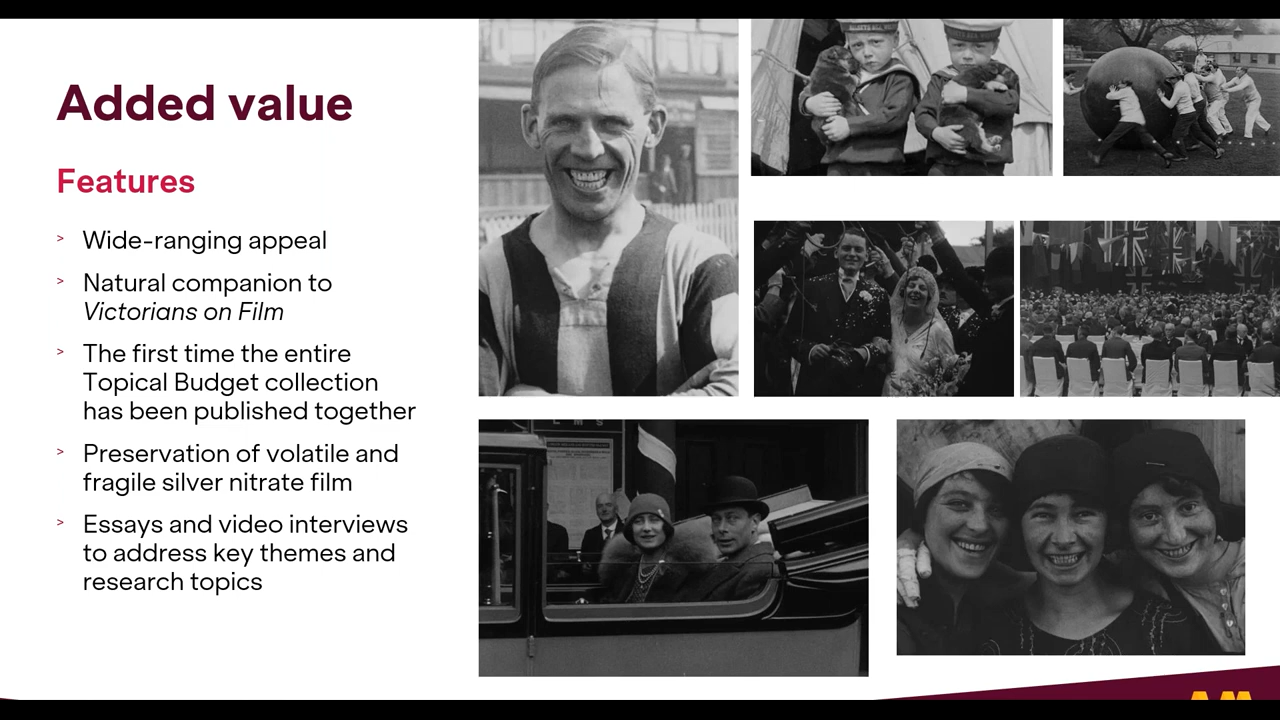 Added value
Features
> Wide-ranging appeal
> Natural companion to
Victorians on Film
> The first time the entire
Topical Budget collection
has been published together
> Preservation of volatile and
fragile silver nitrate film
> Essays and video interviews
to address key themes and
research topics
L M S